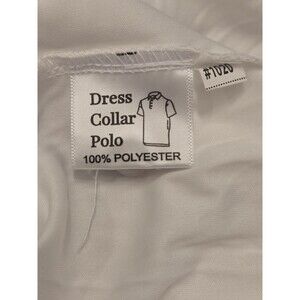 Dress
Collar
Polo
100% POLYESTER
#1020